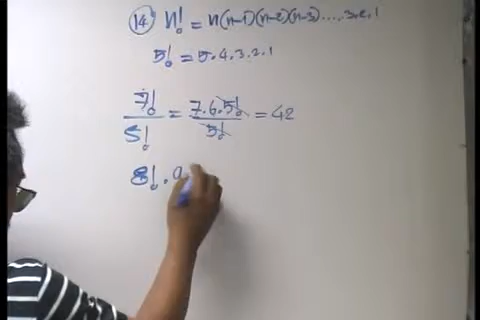 14 n! = n(n-1)(n-2)(n-3)....,3.2.1
5! = 5.4.3.2.1
7!/5! = 7.6.5!/5! = 42
8! .